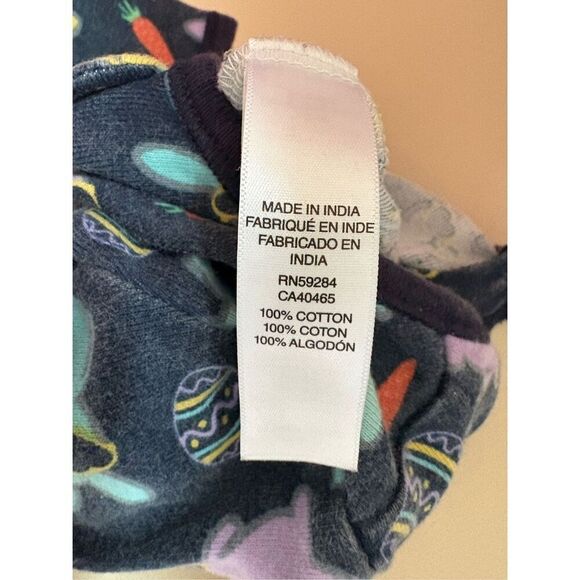 MADE IN INDIA
FABRIQUÉ EN INDE
FABRICADO EN
INDIA
RN59284
CA40465
100% COTTON
100% COTON
100% ALGODÓN